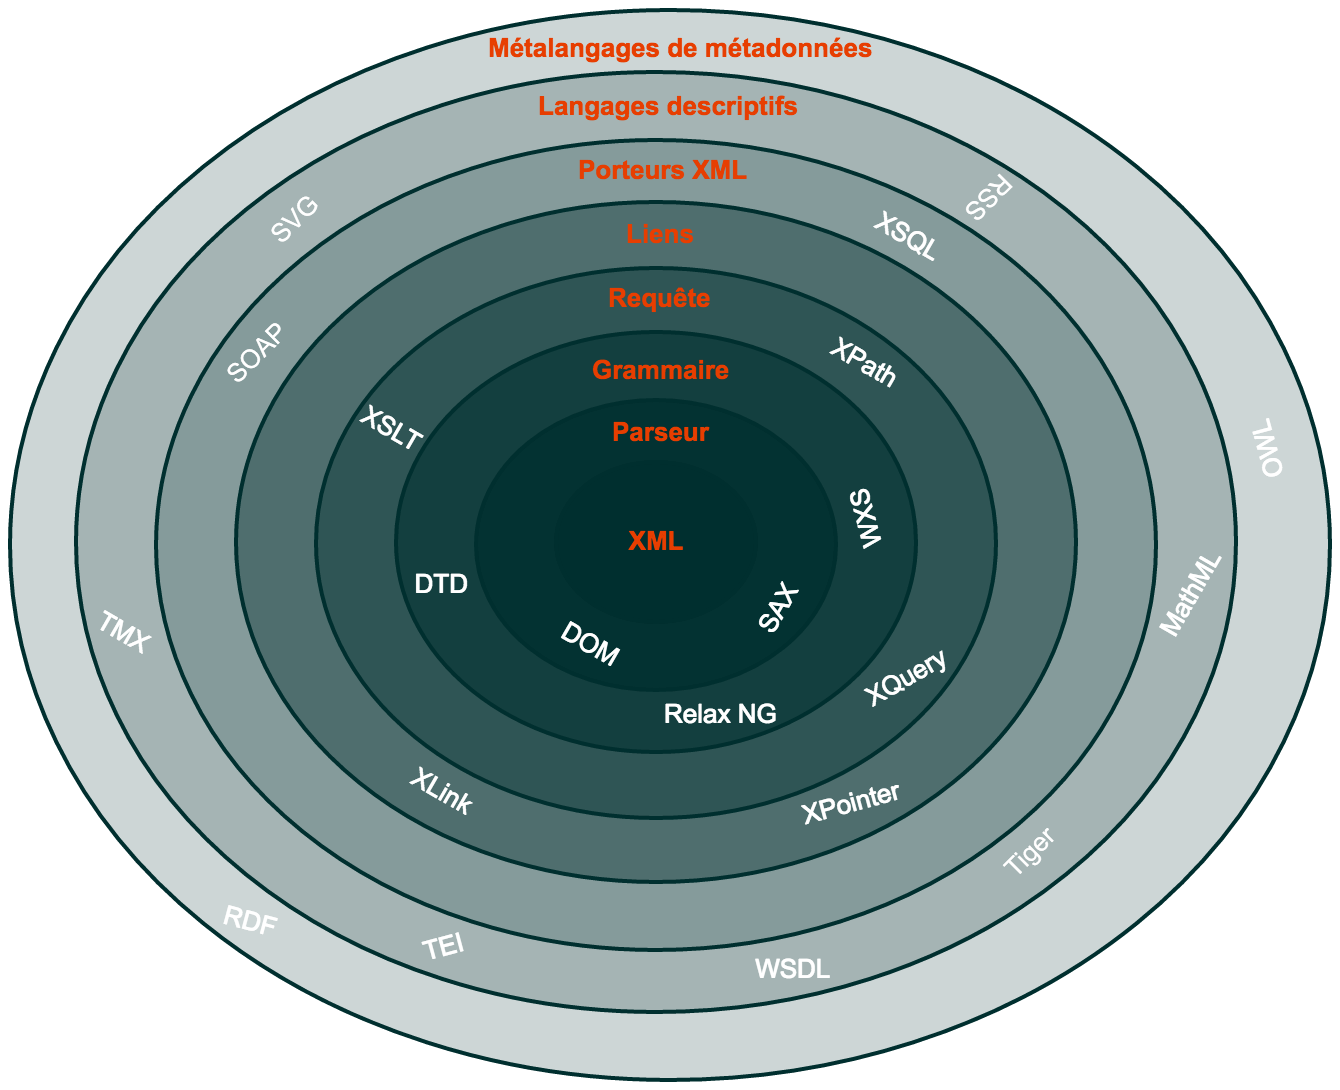 Métalangages de métadonnées
Langages descriptifs
Porteurs XML
RSS
SVG
Liens
XSQL
Requête
SOAP
XPath
Grammaire
XSLT
Parseur
OWL
WXS
XML
DTD
MathML
SAX
TMX
DOM
XQuery
Relax NG
XLink
XPointer
Tiger
RDF
TEI
WSDL